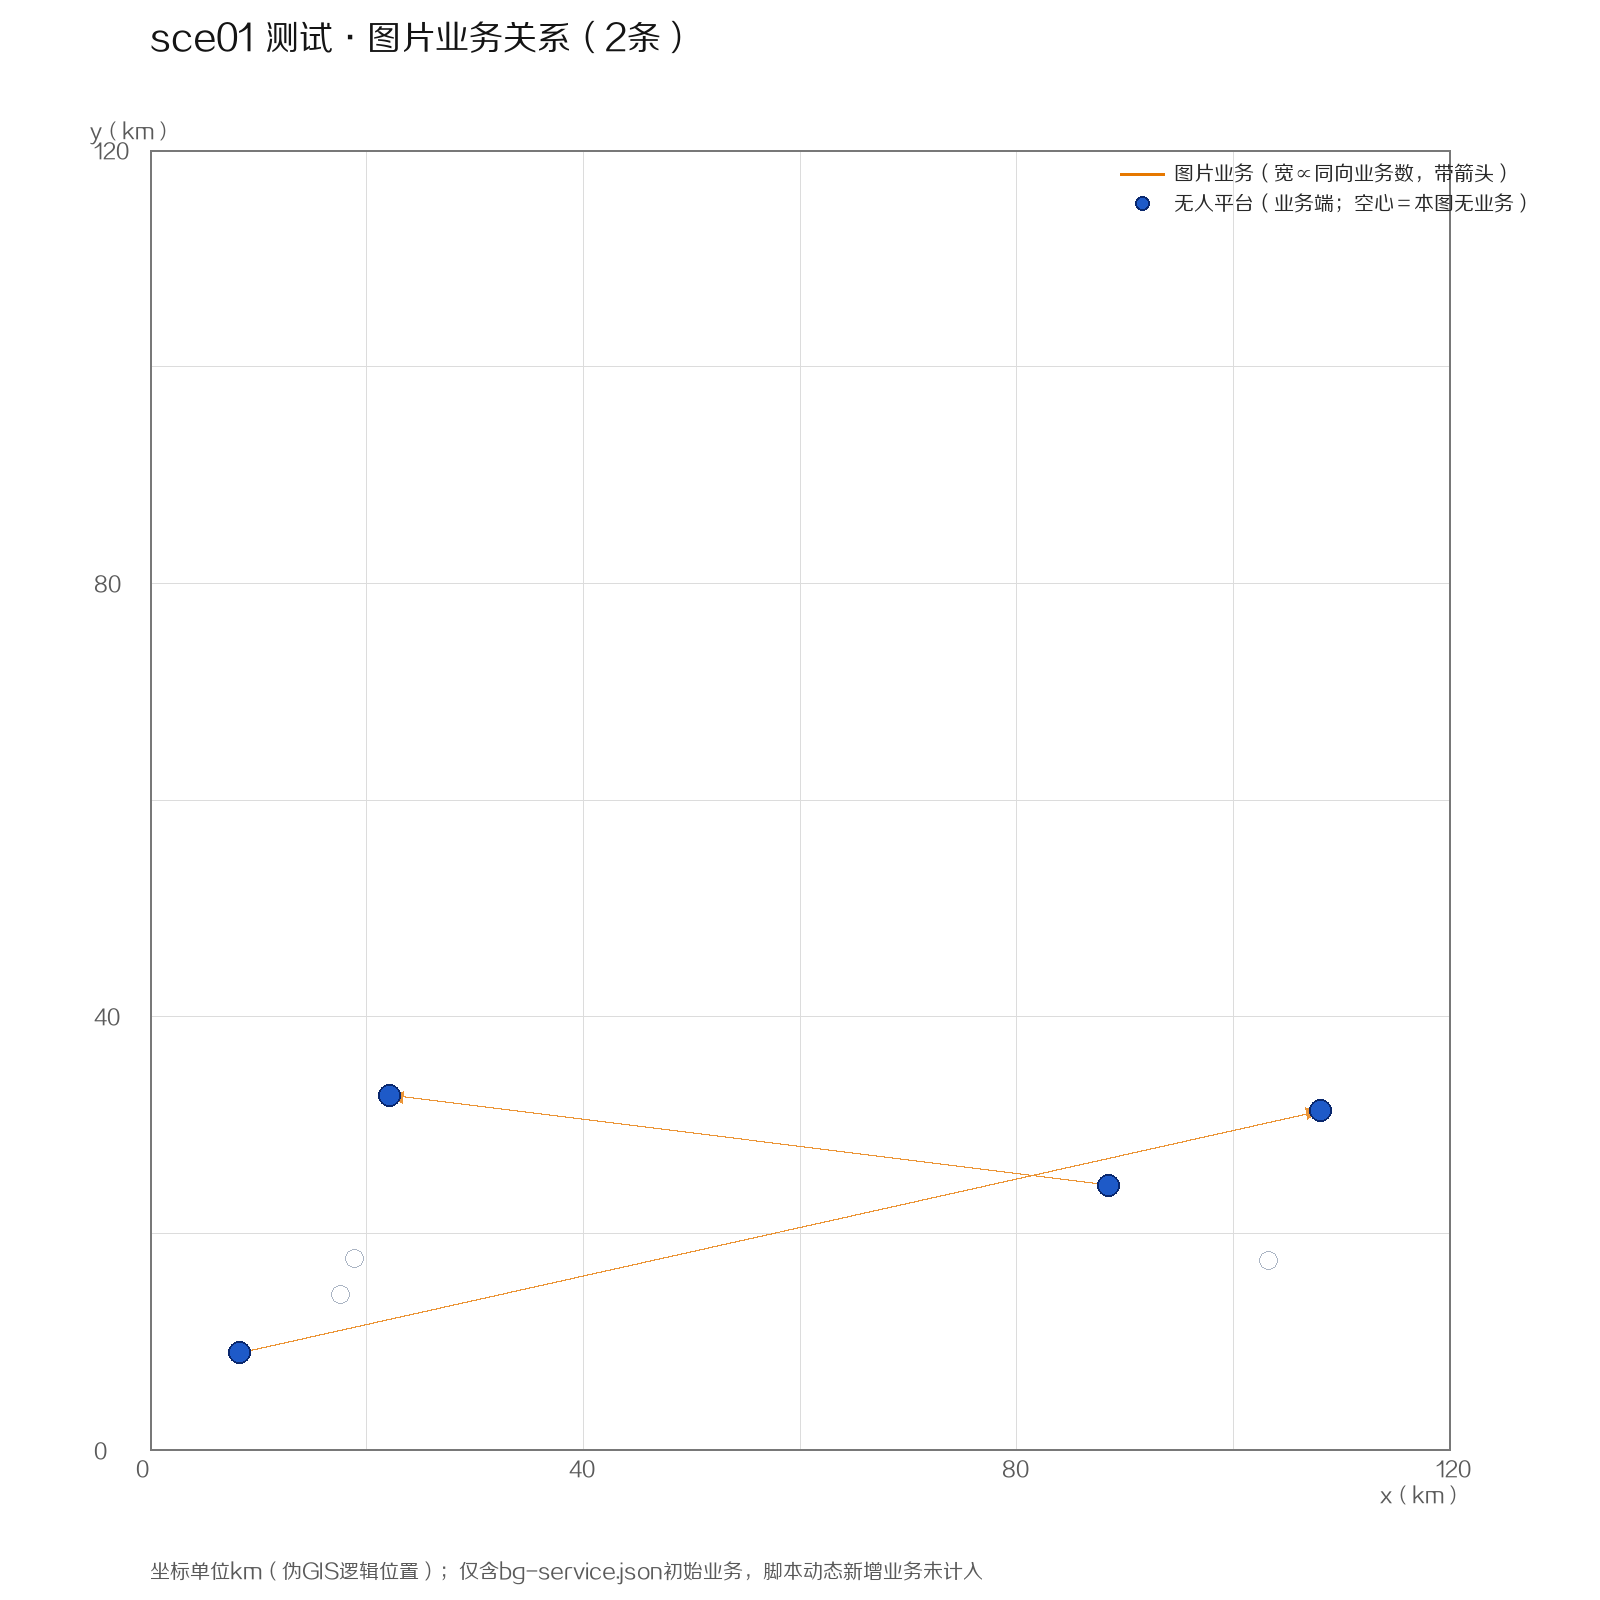 sce01 测试·图片业务关系（2条）
y（km）
120
图片业务（宽∝同向业务数，带箭头）
无人平台（业务端；空心＝本图无业务）
80
40
0
0 40 80 120
x（km）
坐标单位km（伪GIS逻辑位置）；仅含bg-service.json初始业务，脚本动态新增业务未计入